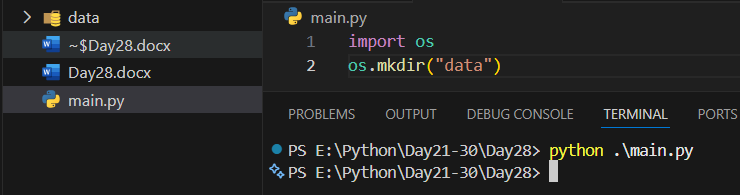 data
~$Day28.docx
Day28.docx
main.py
main.py
1 import os
2 os.mkdir("data")
PROBLEMS OUTPUT DEBUG CONSOLE TERMINAL PORTS
PS E:\Python\Day21-30\Day28> python .\main.py
PS E:\Python\Day21-30\Day28>